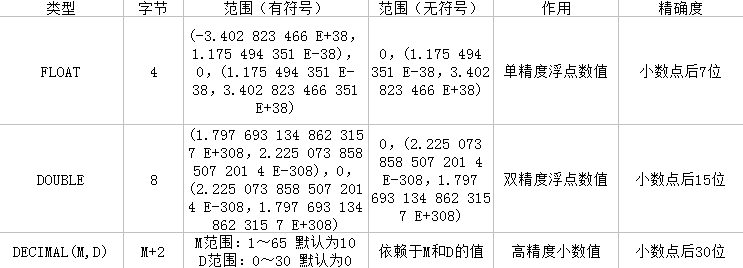 类型 字节 范围（有符号） 范围（无符号） 作用 精确度
FLOAT 4
(-3.402 823 466 E+38,
1.175 494 351 E-38),
0, (1.175 494 351 E-
38, 3.402 823 466 351
E+38)
0, (1.175 494
351 E-38, 3.402
823 466 E+38)
单精度浮点数值 小数点后7位
DOUBLE 8
(1.797 693 134 862 315
7 E+308, 2.225 073 858
507 201 4 E-308), 0,
(2.225 073 858 507 201
4 E-308, 1.797 693 134
862 315 7 E+308)
0, (2.225 073
858 507 201 4
E-308, 1.797
693 134 862 315
7 E+308)
双精度浮点数值 小数点后15位
DECIMAL(M,D) M+2
M范围: 1～65 默认为10
D范围: 0～30 默认为0
依赖于M和D的值 高精度小数值 小数点后30位